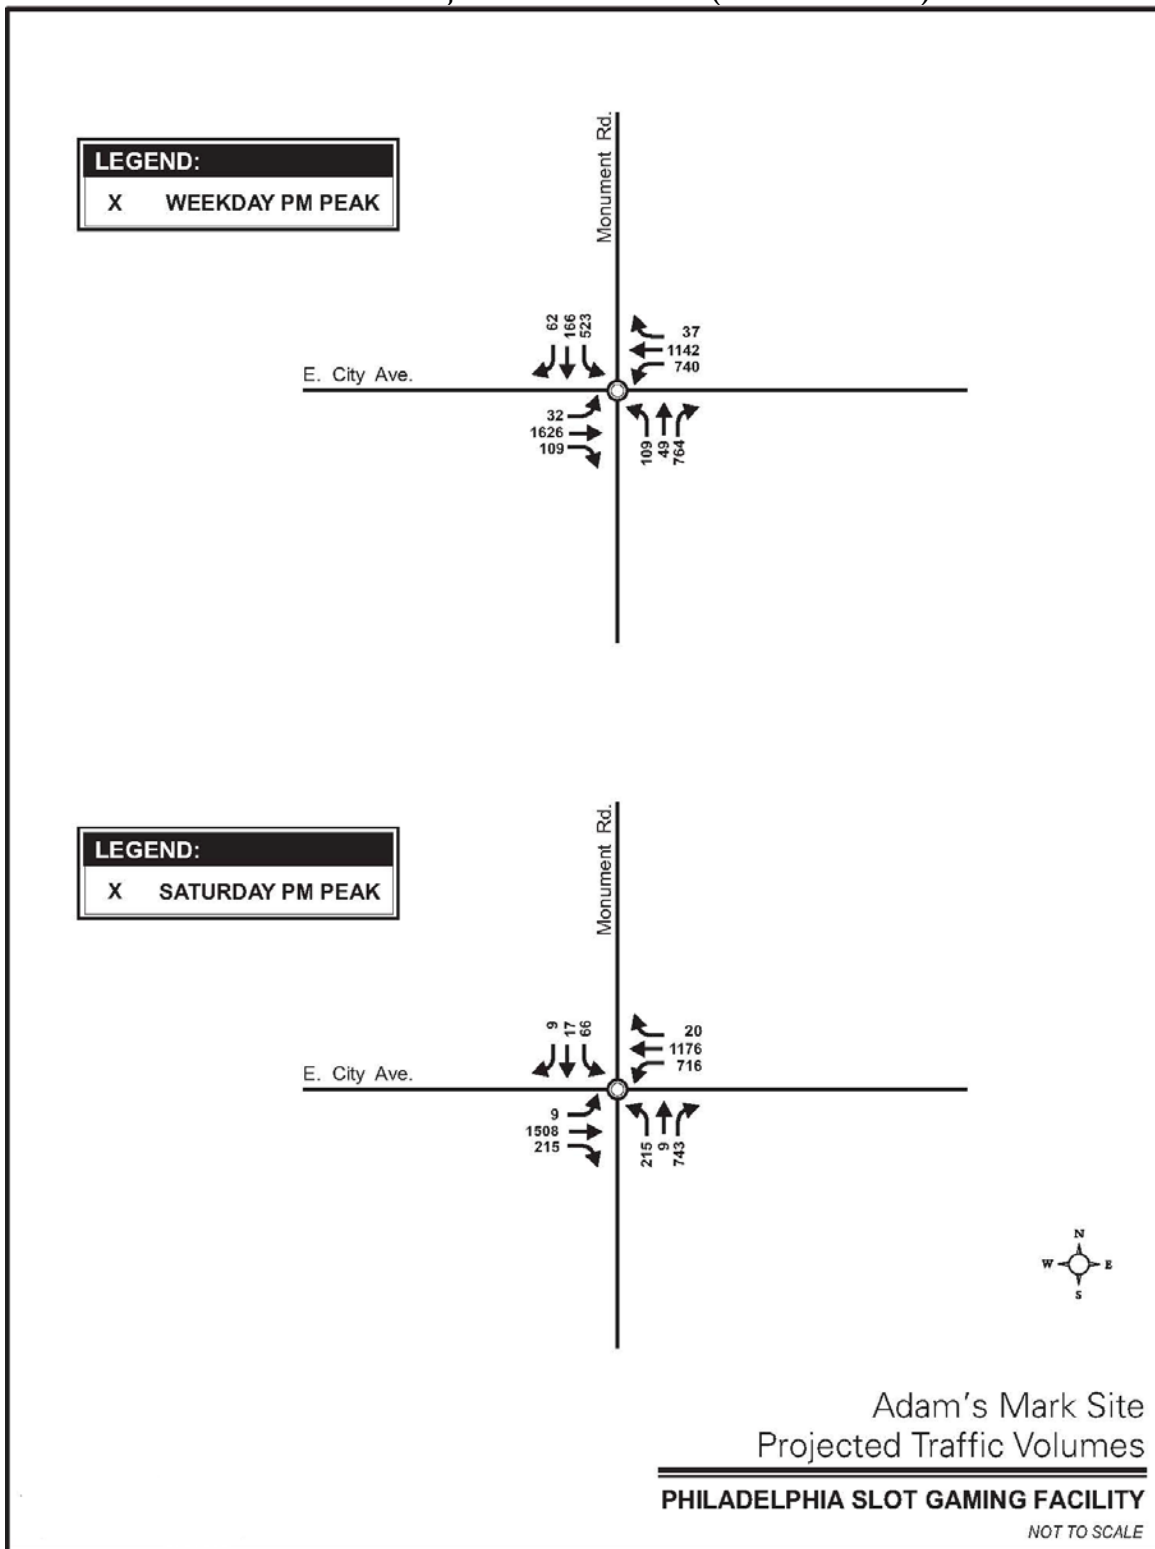 LEGEND:
X WEEKDAY PM PEAK
Monument Rd.
62
166
523
37
1142
740
E. City Ave.
32
1626
109
109
49
764
LEGEND:
X SATURDAY PM PEAK
Monument Rd.
9
17
66
20
1176
716
E. City Ave.
9
1508
215
215
9
743
N
W E
S
Adam's Mark Site
Projected Traffic Volumes
PHILADELPHIA SLOT GAMING FACILITY
NOT TO SCALE